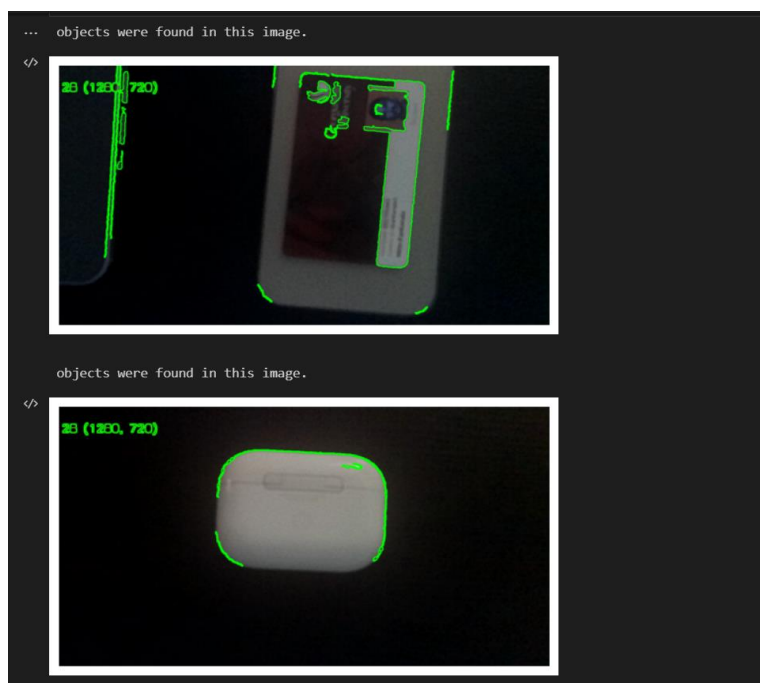 ... objects were found in this image.
</>
28 (1280, 720)
objects were found in this image.
</>
28 (1280, 720)